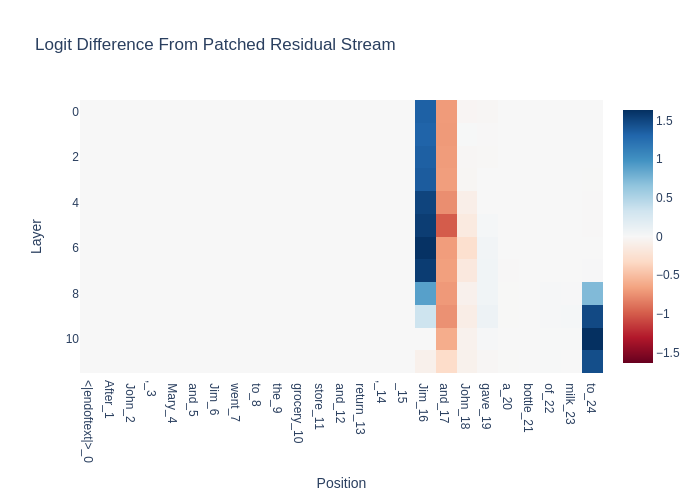 Logit Difference From Patched Residual Stream
0
2
4
6
8
10
Layer
<|endoftext|>_0
After_1
John_2
,_3
Mary_4
and_5
Jim_6
went_7
to_8
the_9
grocery_10
store_11
and_12
return_13
,_14
_15
Jim_16
and_17
John_18
gave_19
a_20
bottle_21
of_22
milk_23
to_24
Position
1.5
1
0.5
0
−0.5
−1
−1.5